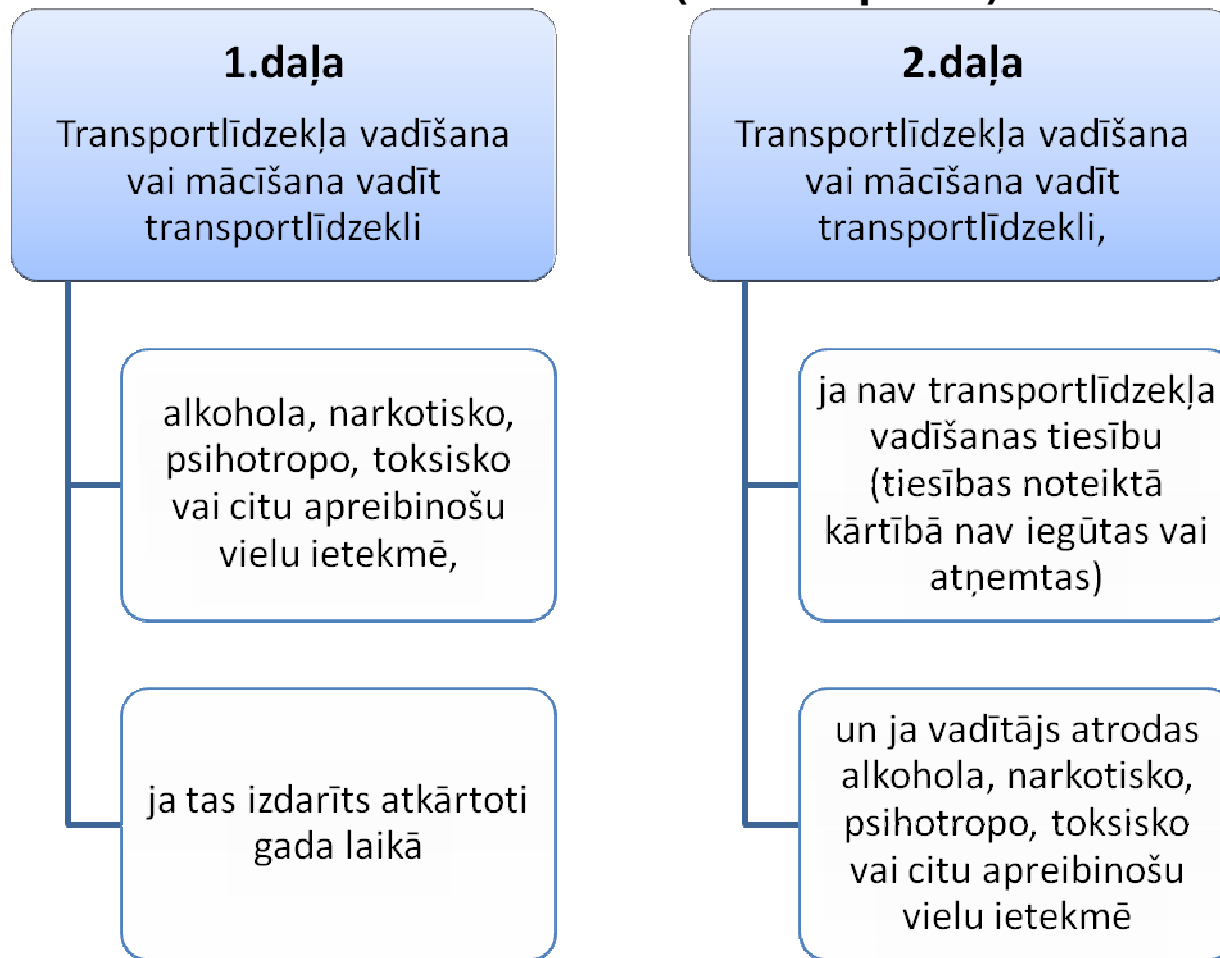 1.daļa
Transportlīdzekļa vadīšana
vai mācīšana vadīt
transportlīdzekli
alkohola, narkotisko,
psihotropo, toksisko
vai citu apreibinošu
vielu ietekmē,
ja tas izdarīts atkārtoti
gada laikā
2.daļa
Transportlīdzekļa vadīšana
vai mācīšana vadīt
transportlīdzekli,
ja nav transportlīdzekļa
vadīšanas tiesību
(tiesības noteiktā
kārtībā nav iegūtas vai
atņemtas)
un ja vadītājs atrodas
alkohola, narkotisko,
psihotropo, toksisko
vai citu apreibinošu
vielu ietekmē